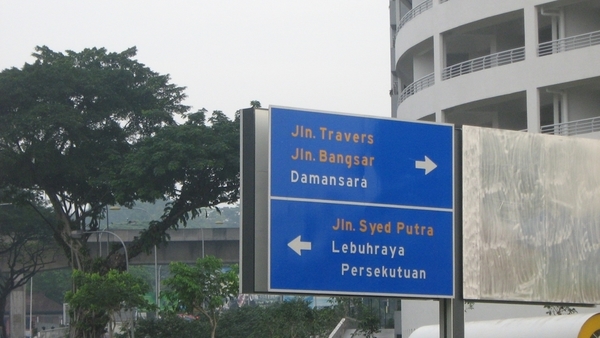 Jln. Travers
Jln. Bangsar
Damansara
Jln. Syed Putra
Lebuhraya
Persekutuan